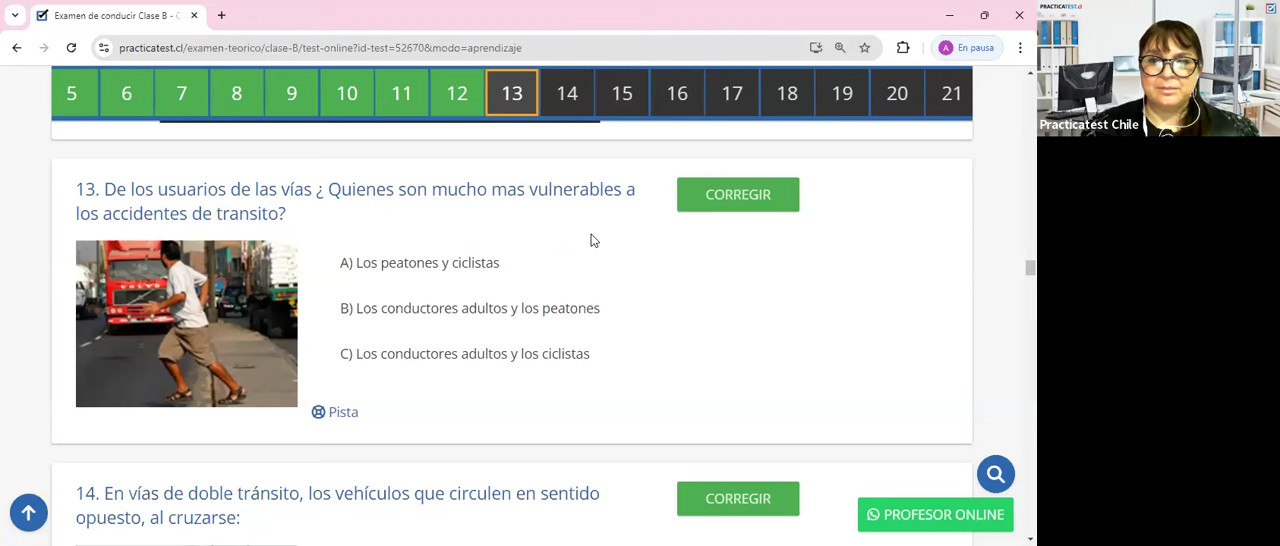 Examen de conducir Clase B - C
practicatest.cl/examen-teorico/clase-B/test-online?id-test=52670&modo=aprendizaje
A En pausa
PRACTICATEST.cl
Practicatest Chile
5 6 7 8 9 10 11 12 13 14 15 16 17 18 19 20 21
13. De los usuarios de las vías ¿ Quienes son mucho mas vulnerables a
los accidentes de transito?
CORREGIR
VOLVO
A) Los peatones y ciclistas
B) Los conductores adultos y los peatones
C) Los conductores adultos y los ciclistas
Pista
14. En vías de doble tránsito, los vehículos que circulen en sentido
opuesto, al cruzarse:
CORREGIR
PROFESOR ONLINE